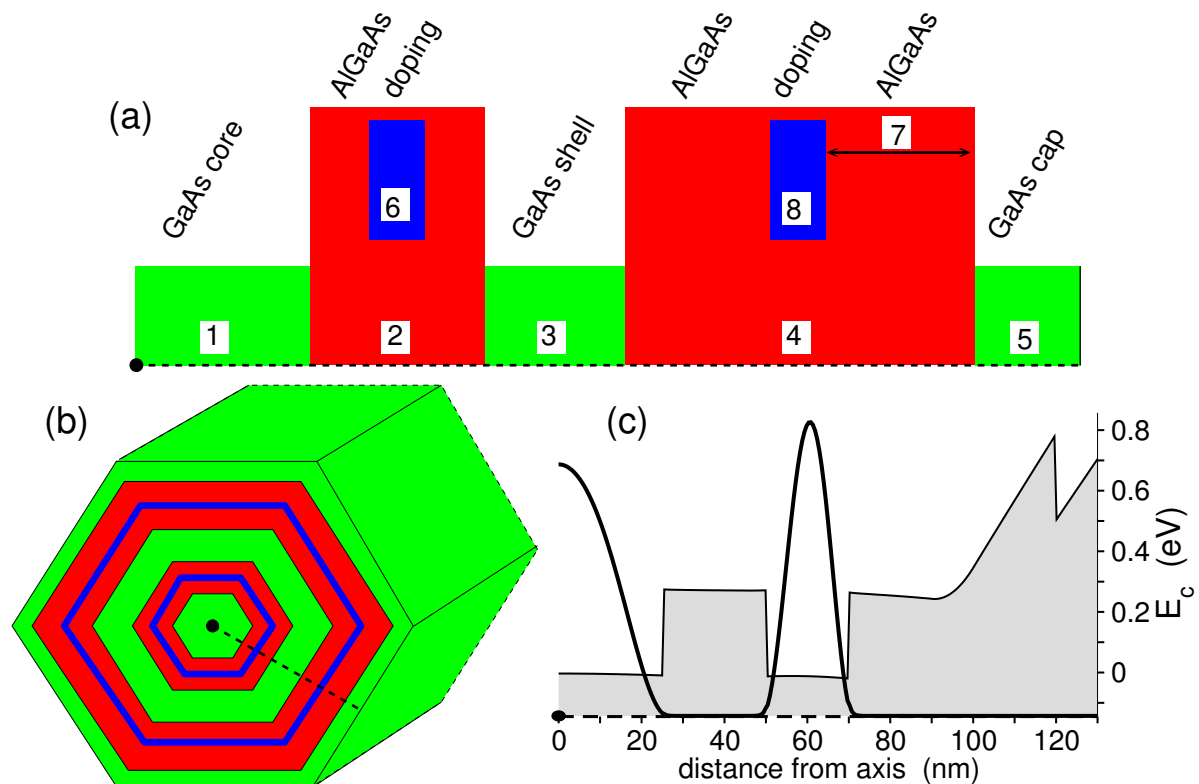 (a)
GaAs core
AlGaAs
doping
GaAs shell
AlGaAs
doping
AlGaAs
GaAs cap
7
6
8
1
2
3
4
5
(b)
(c)
0.8
0.6
0.4
0.2
0
E_c (eV)
0 20 40 60 80 100 120
distance from axis (nm)